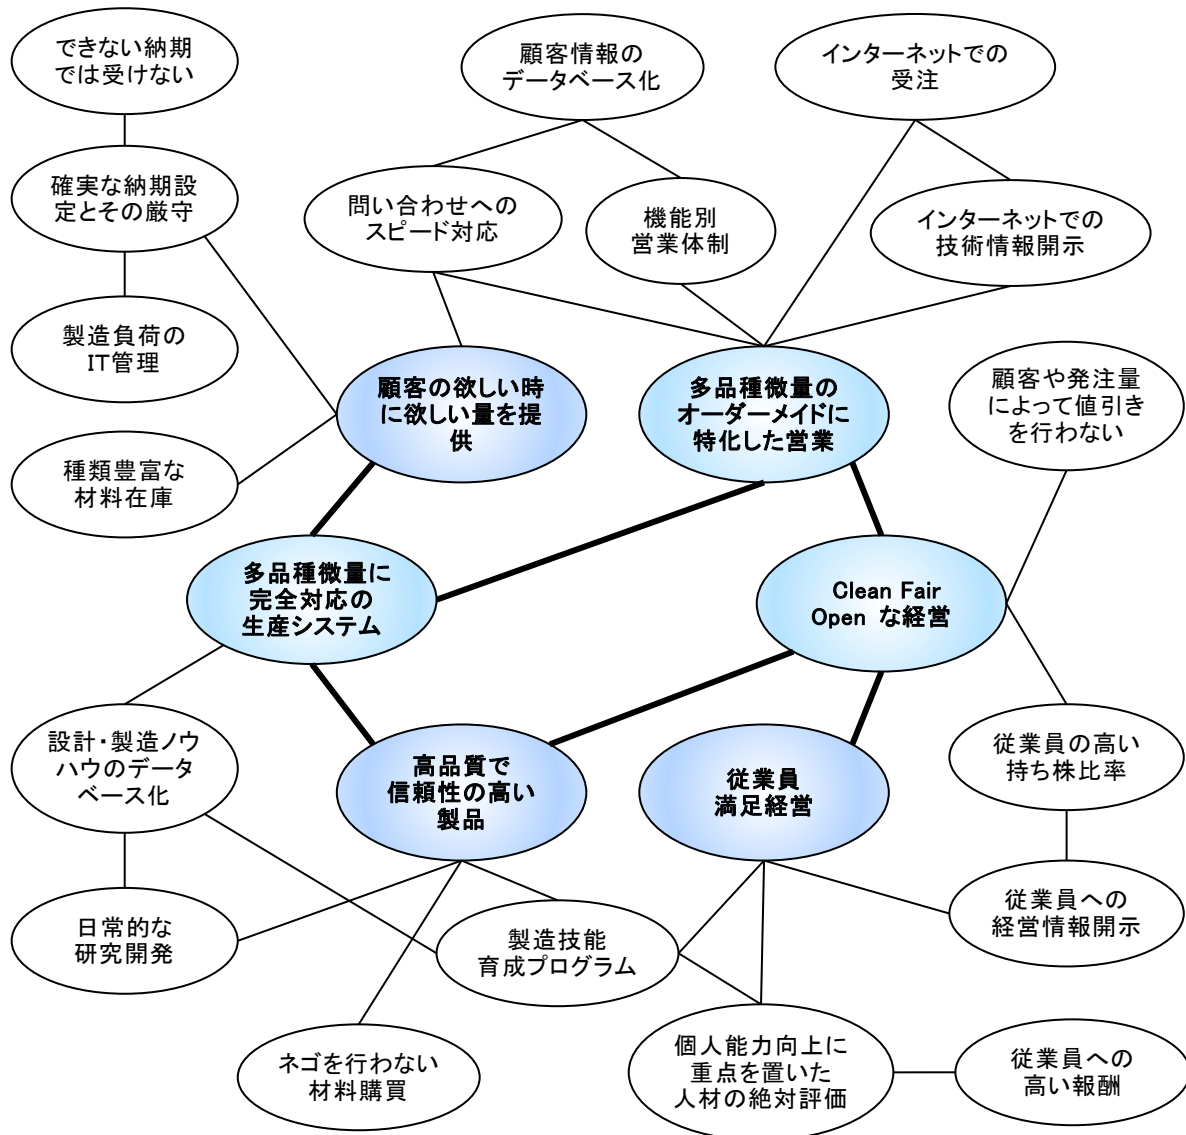 できない納期
では受けない
顧客情報の
データベース化
インターネットでの
受注
確実な納期設
定とその厳守
問い合わせへの
スピード対応
機能別
営業体制
インターネットでの
技術情報開示
製造負荷の
IT管理
顧客の欲しい時
に欲しい量を提
供
多品種微量の
オーダーメイドに
特化した営業
顧客や発注量
によって値引き
を行わない
種類豊富な
材料在庫
多品種微量に
完全対応の
生産システム
Clean Fair
Open な経営
設計・製造ノウ
ハウのデータ
ベース化
高品質で
信頼性の高い
製品
従業員
満足経営
従業員の高い
持ち株比率
日常的な
研究開発
製造技能
育成プログラム
従業員への
経営情報開示
ネゴを行わない
材料購買
個人能力向上に
重点を置いた
人材の絶対評価
従業員への
高い報酬